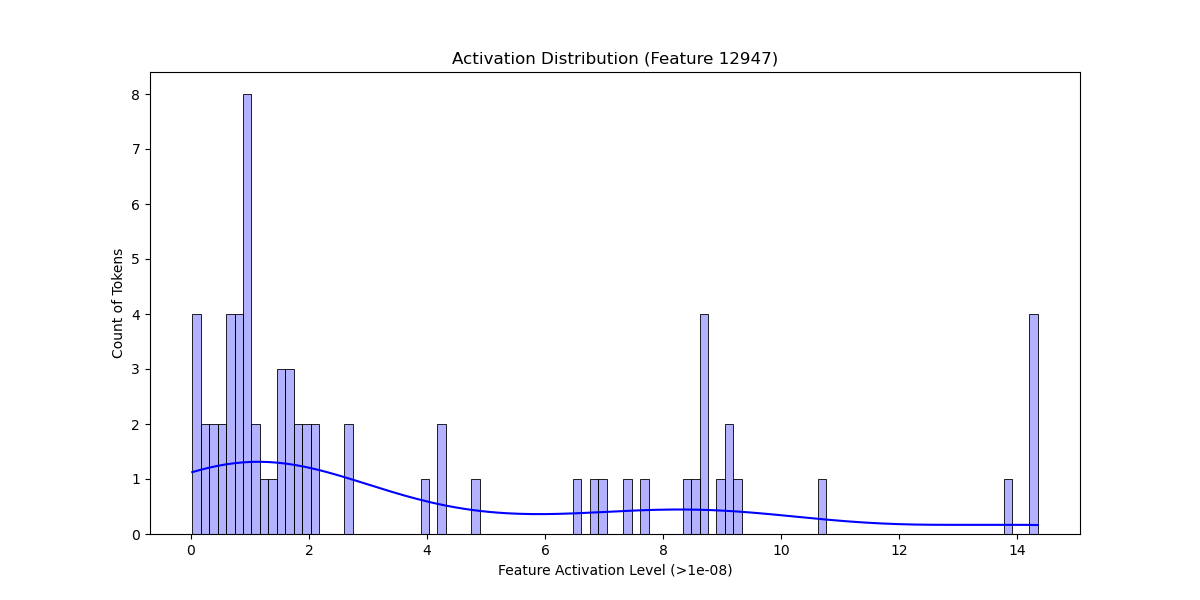 Activation Distribution (Feature 12947)
8
7
6
5
4
3
2
1
0
Count of Tokens
0 2 4 6 8 10 12 14
Feature Activation Level (>1e-08)